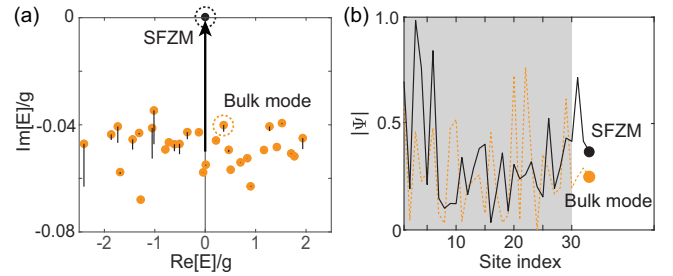 (a)
0
SFZM
Bulk mode
-0.04
-0.08
Im[E]/g
-2
-1
0
1
2
Re[E]/g
(b)
1.0
0.5
0
|Ψ|
SFZM
Bulk mode
10
20
30
Site index